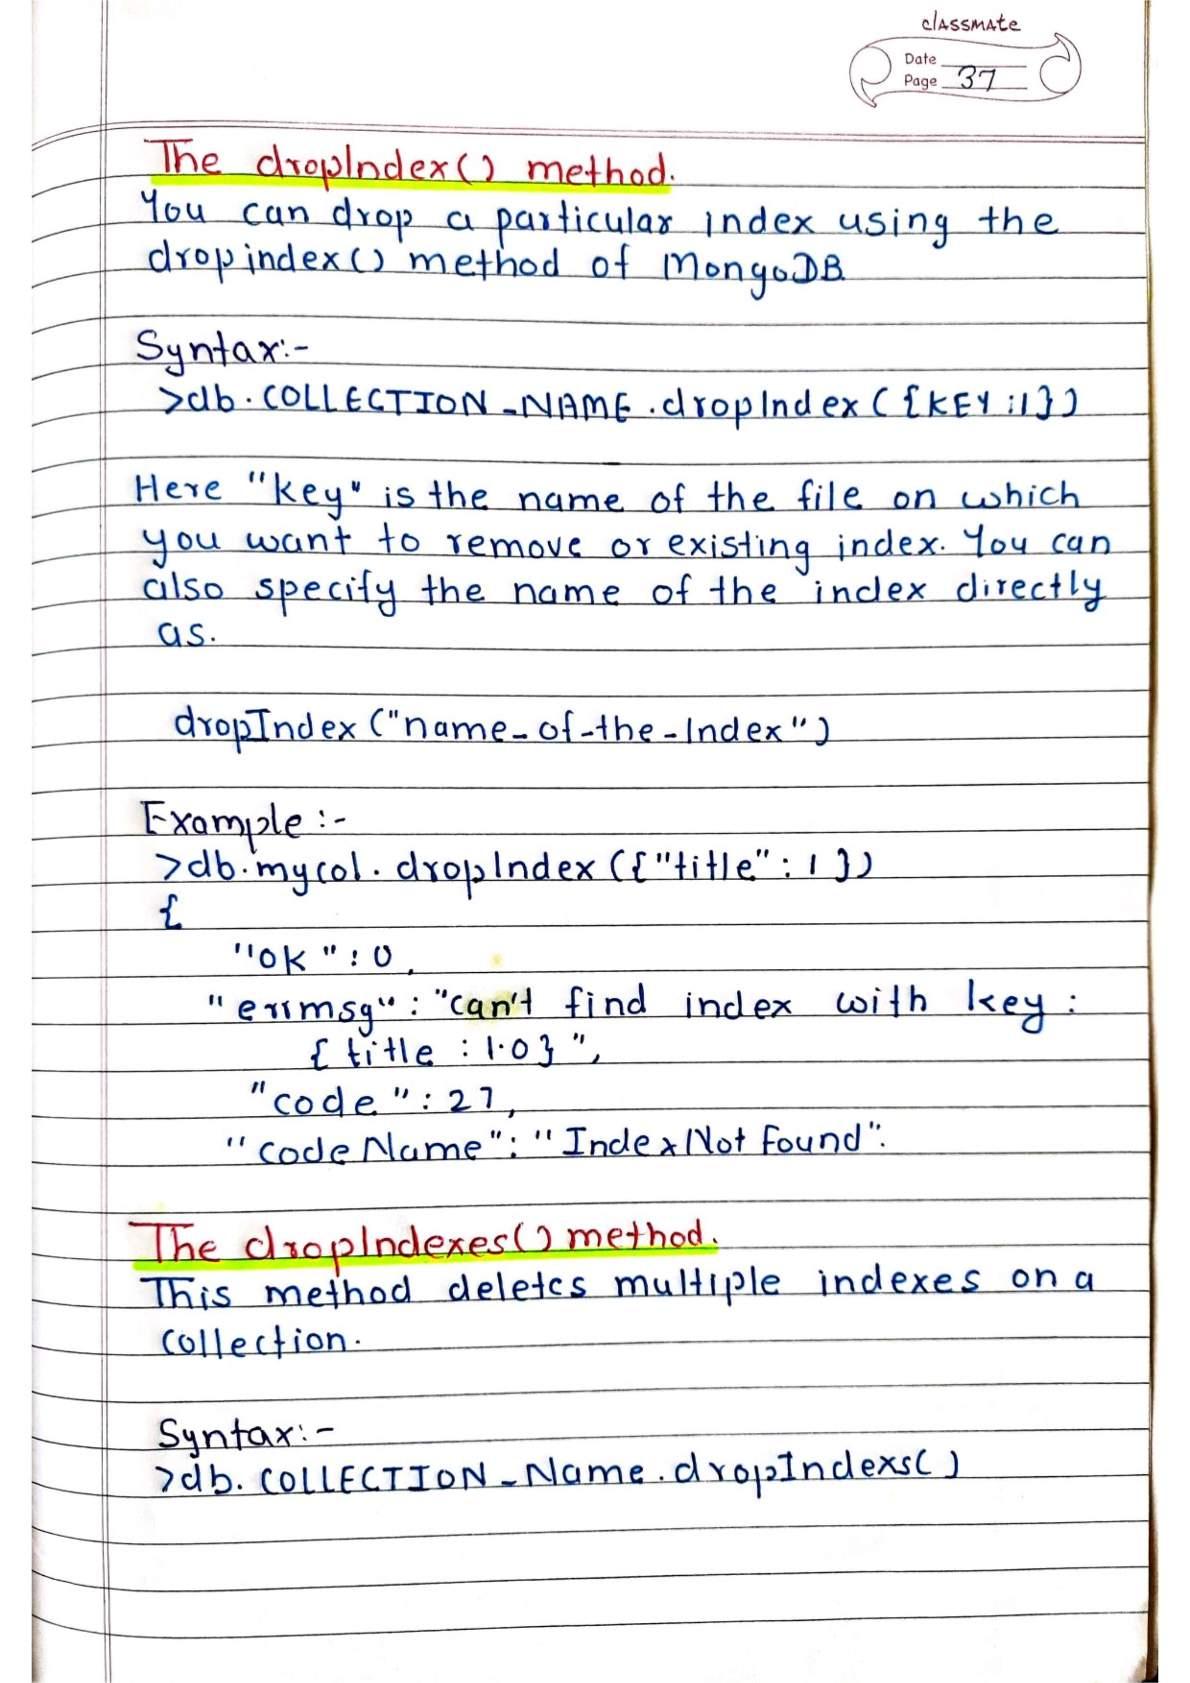 classmate
Date
Page 37
The dropIndex() method.
You can drop a particular index using the
dropindex() method of MongoDB
Syntax:-
>db.COLLECTION_NAME.dropIndex({KEY:1})
Here "key" is the name of the file on which
you want to remove or existing index. You can
also specify the name of the index directly
as.
dropIndex("name-of-the-Index")
Example:-
>db.mycol.dropIndex({"title": 1 })
{
"ok": 0,
"errmsg": "can't find index with key:
{title : 1.0}",
"code": 27,
"codeName": "IndexNotFound".
The dropIndexes() method.
This method deletes multiple indexes on a
collection.
Syntax:-
>db.COLLECTION_Name.dropIndexs()